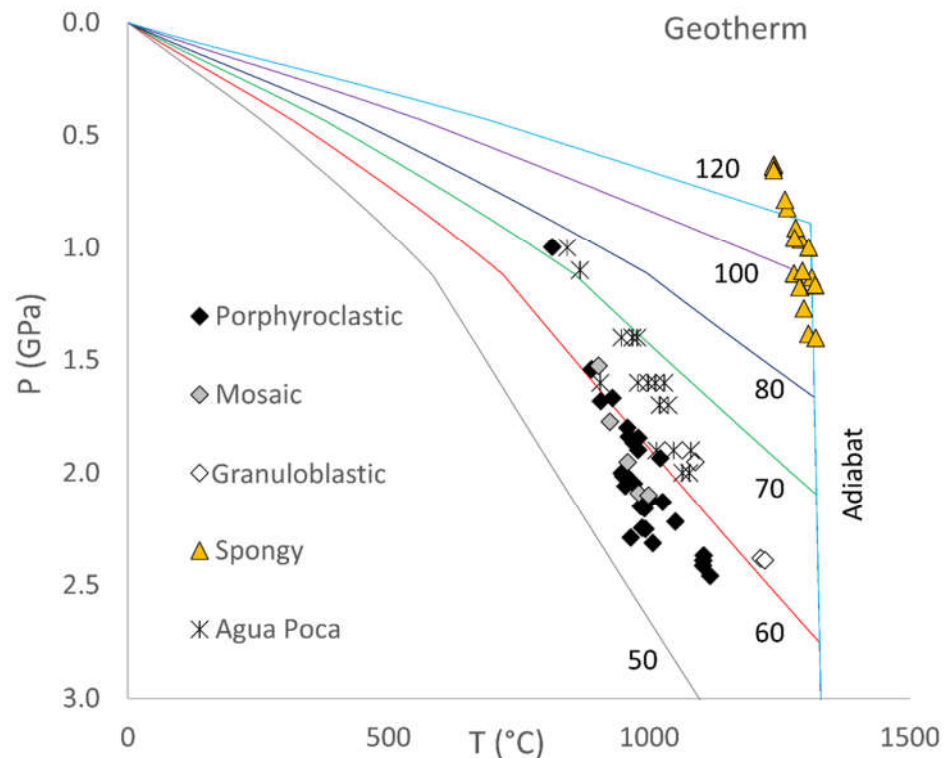 Geotherm
0.0
0.5
1.0
1.5
2.0
2.5
3.0
P (GPa)
120
100
80
70
60
50
Adiabat
Porphyroclastic
Mosaic
Granuloblastic
Spongy
Agua Poca
0
500
1000
1500
T (°C)